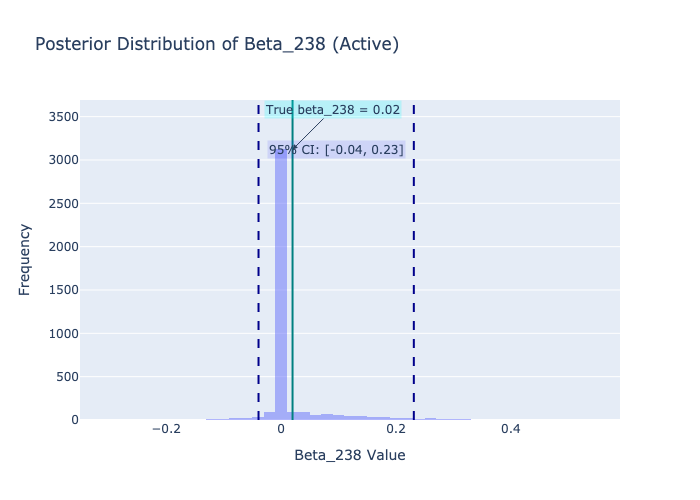 Posterior Distribution of Beta_238 (Active)
3500
3000
2500
2000
1500
1000
500
0
Frequency
True beta_238 = 0.02
95% CI: [-0.04, 0.23]
−0.2
0
0.2
0.4
Beta_238 Value